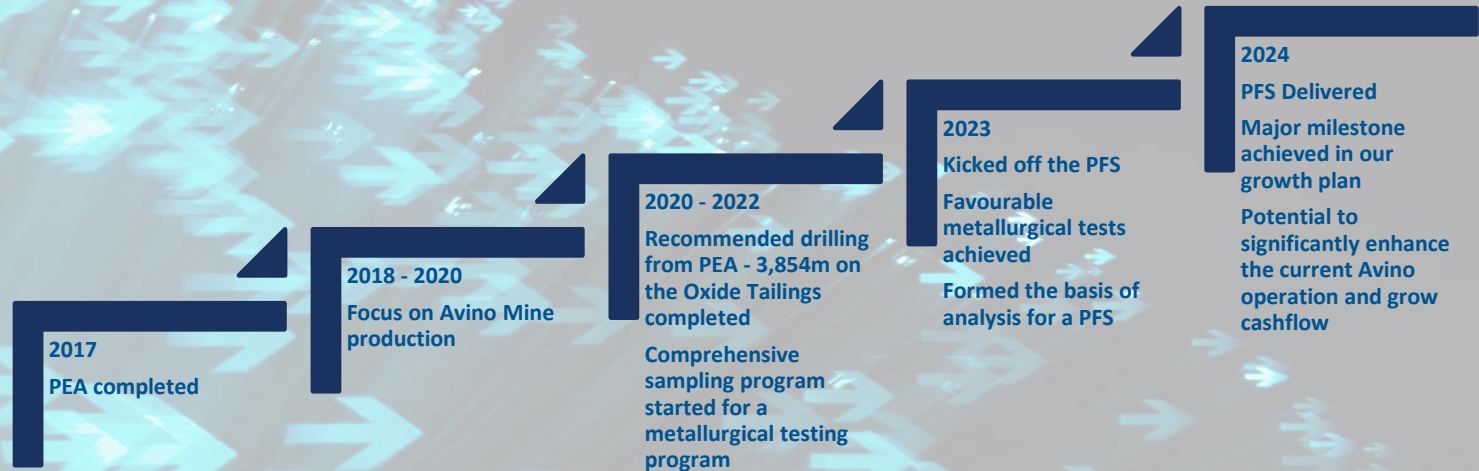 2017
PEA completed
2018 - 2020
Focus on Avino Mine
production
2020 - 2022
Recommended drilling
from PEA - 3,854m on
the Oxide Tailings
completed
Comprehensive
sampling program
started for a
metallurgical testing
program
2023
Kicked off the PFS
Favourable
metallurgical tests
achieved
Formed the basis of
analysis for a PFS
2024
PFS Delivered
Major milestone
achieved in our
growth plan
Potential to
significantly enhance
the current Avino
operation and grow
cashflow